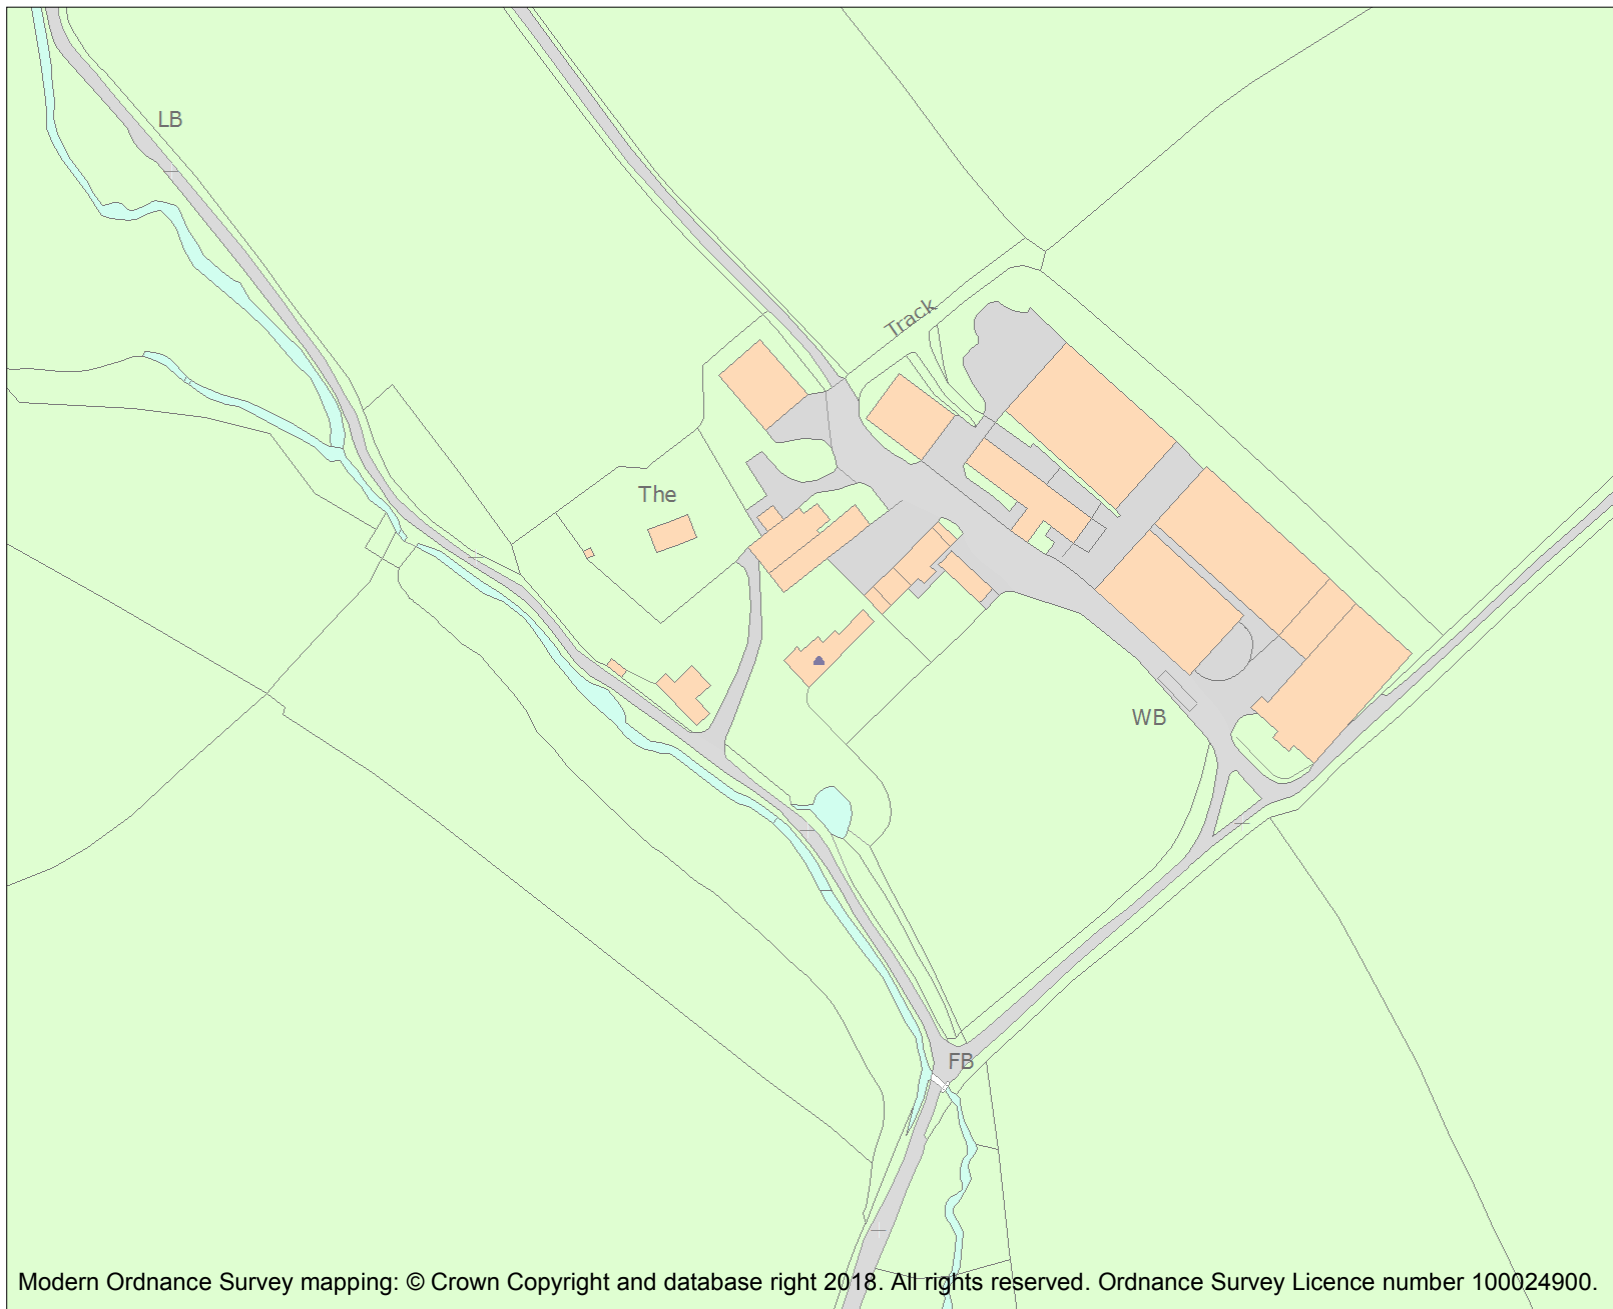 LB
Track
The
WB
FB
Modern Ordnance Survey mapping: © Crown Copyright and database right 2018. All rights reserved. Ordnance Survey Licence number 100024900.